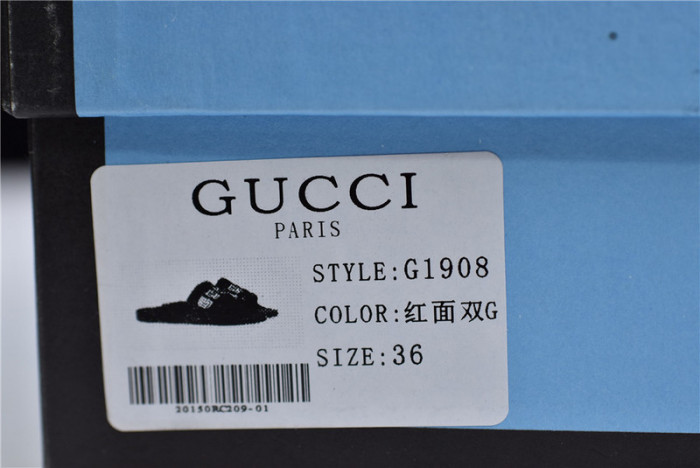 GUCCI
PARIS
STYLE:G1908
COLOR:红面双G
SIZE:36
20150RC209-01